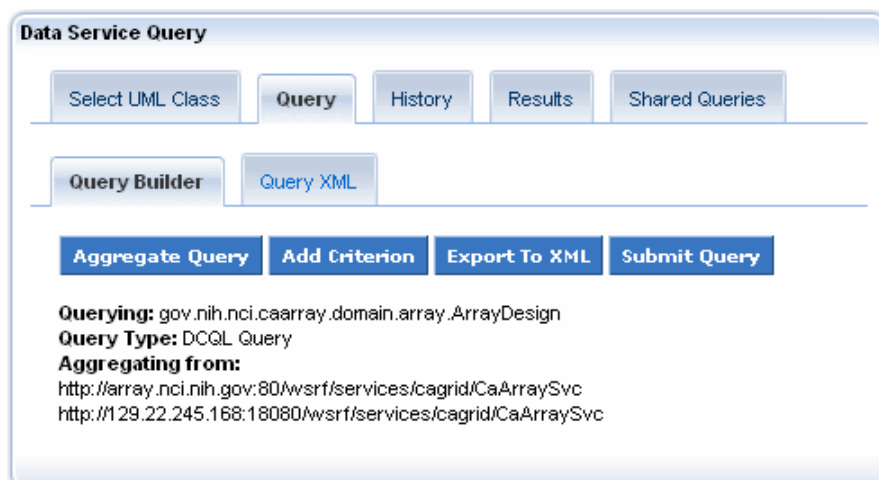 Data Service Query
Select UML Class Query History Results Shared Queries
Query Builder Query XML
Aggregate Query Add Criterion Export To XML Submit Query
Querying: gov.nih.nci.caarray.domain.array.ArrayDesign
Query Type: DCQL Query
Aggregating from:
http://array.nci.nih.gov:80/wsrf/services/cagrid/CaArraySvc
http://129.22.245.168:18080/wsrf/services/cagrid/CaArraySvc